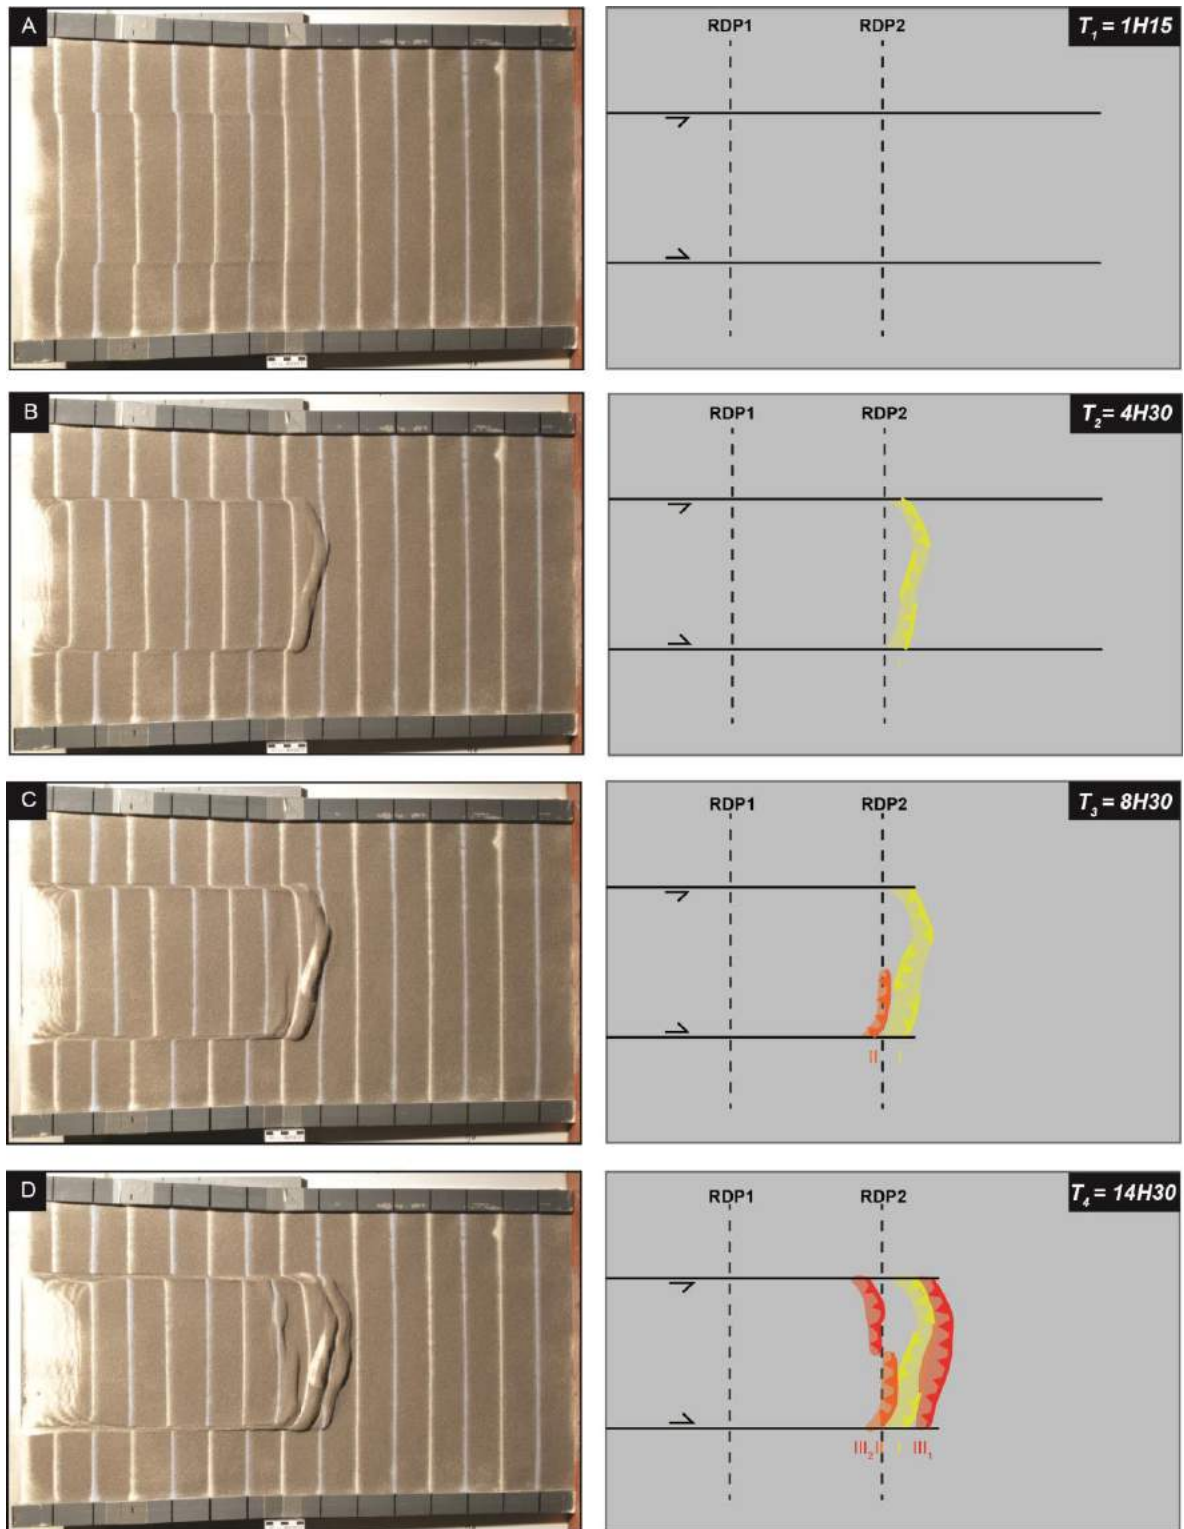 A
RDP1 RDP2
T1 = 1H15
B
RDP1 RDP2
T2 = 4H30
I
C
RDP1 RDP2
T3 = 8H30
II I
D
RDP1 RDP2
T4 = 14H30
III2 II I III1